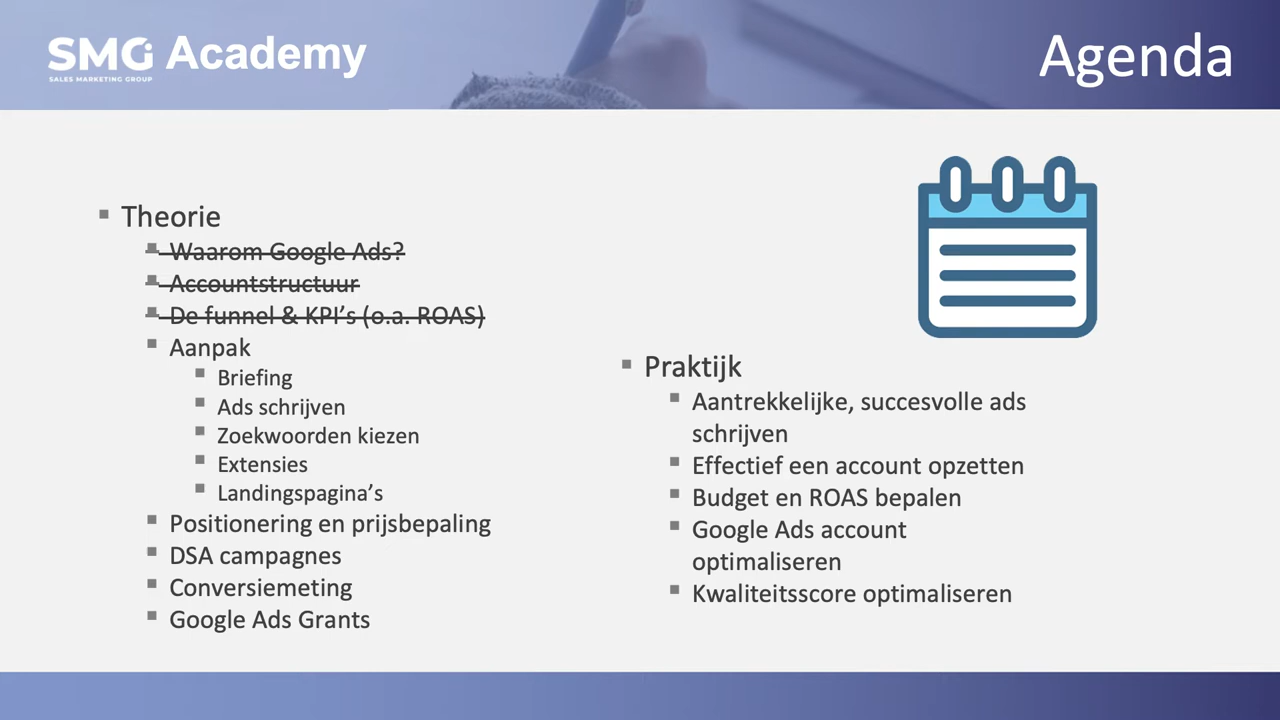 SMG Academy
SALES MARKETING GROUP
Agenda
Theorie
Waarom Google Ads?
Accountstructuur
De funnel & KPI’s (o.a. ROAS)
Aanpak
Briefing
Ads schrijven
Zoekwoorden kiezen
Extensies
Landingspagina’s
Positionering en prijsbepaling
DSA campagnes
Conversiemeting
Google Ads Grants
Praktijk
Aantrekkelijke, succesvolle ads
schrijven
Effectief een account opzetten
Budget en ROAS bepalen
Google Ads account
optimaliseren
Kwaliteitsscore optimaliseren